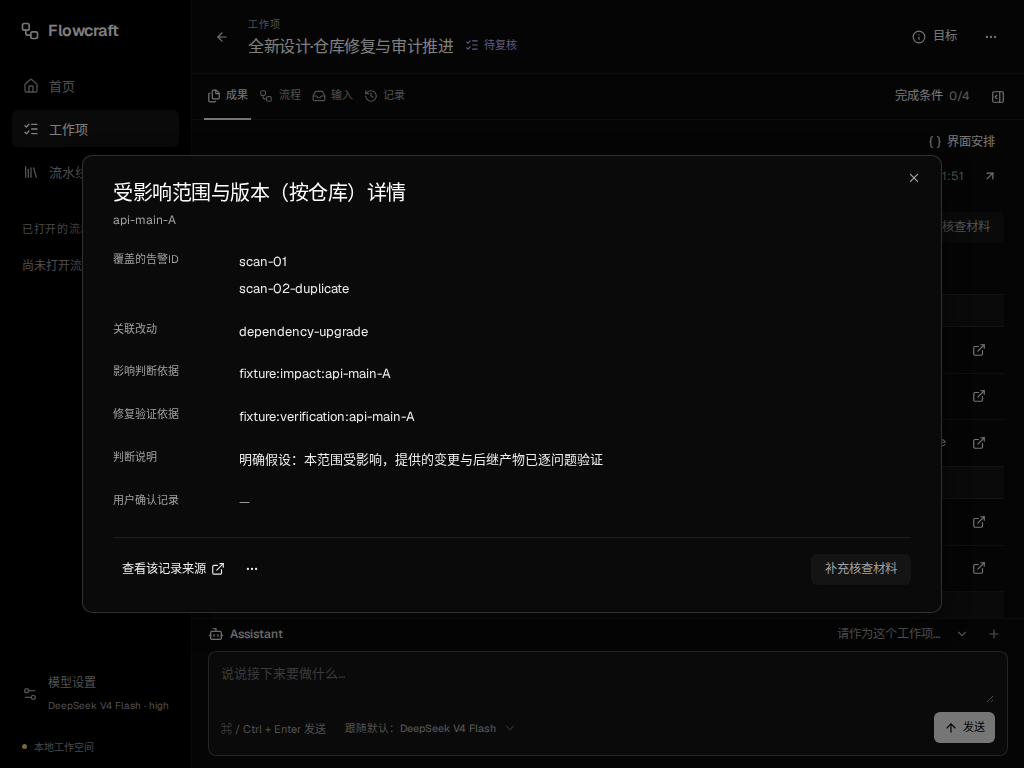 Flowcraft
首页
工作项
流水线
已打开的流
尚未打开流
模型设置
DeepSeek V4 Flash · high
本地工作空间
工作项
全新设计·仓库修复与审计推进
待复核
目标
成果
流程
输入
记录
完成条件 0/4
{ } 界面安排
1:51
核查材料
受影响范围与版本（按仓库）详情
api-main-A
覆盖的告警ID
scan-01
scan-02-duplicate
关联改动
dependency-upgrade
影响判断依据
fixture:impact:api-main-A
修复验证依据
fixture:verification:api-main-A
判断说明
明确假设：本范围受影响，提供的变更与后继产物已逐问题验证
用户确认记录
—
查看该记录来源
补充核查材料
Assistant
请作为这个工作项...
说说接下来要做什么...
⌘ / Ctrl + Enter 发送
跟随默认：DeepSeek V4 Flash
发送